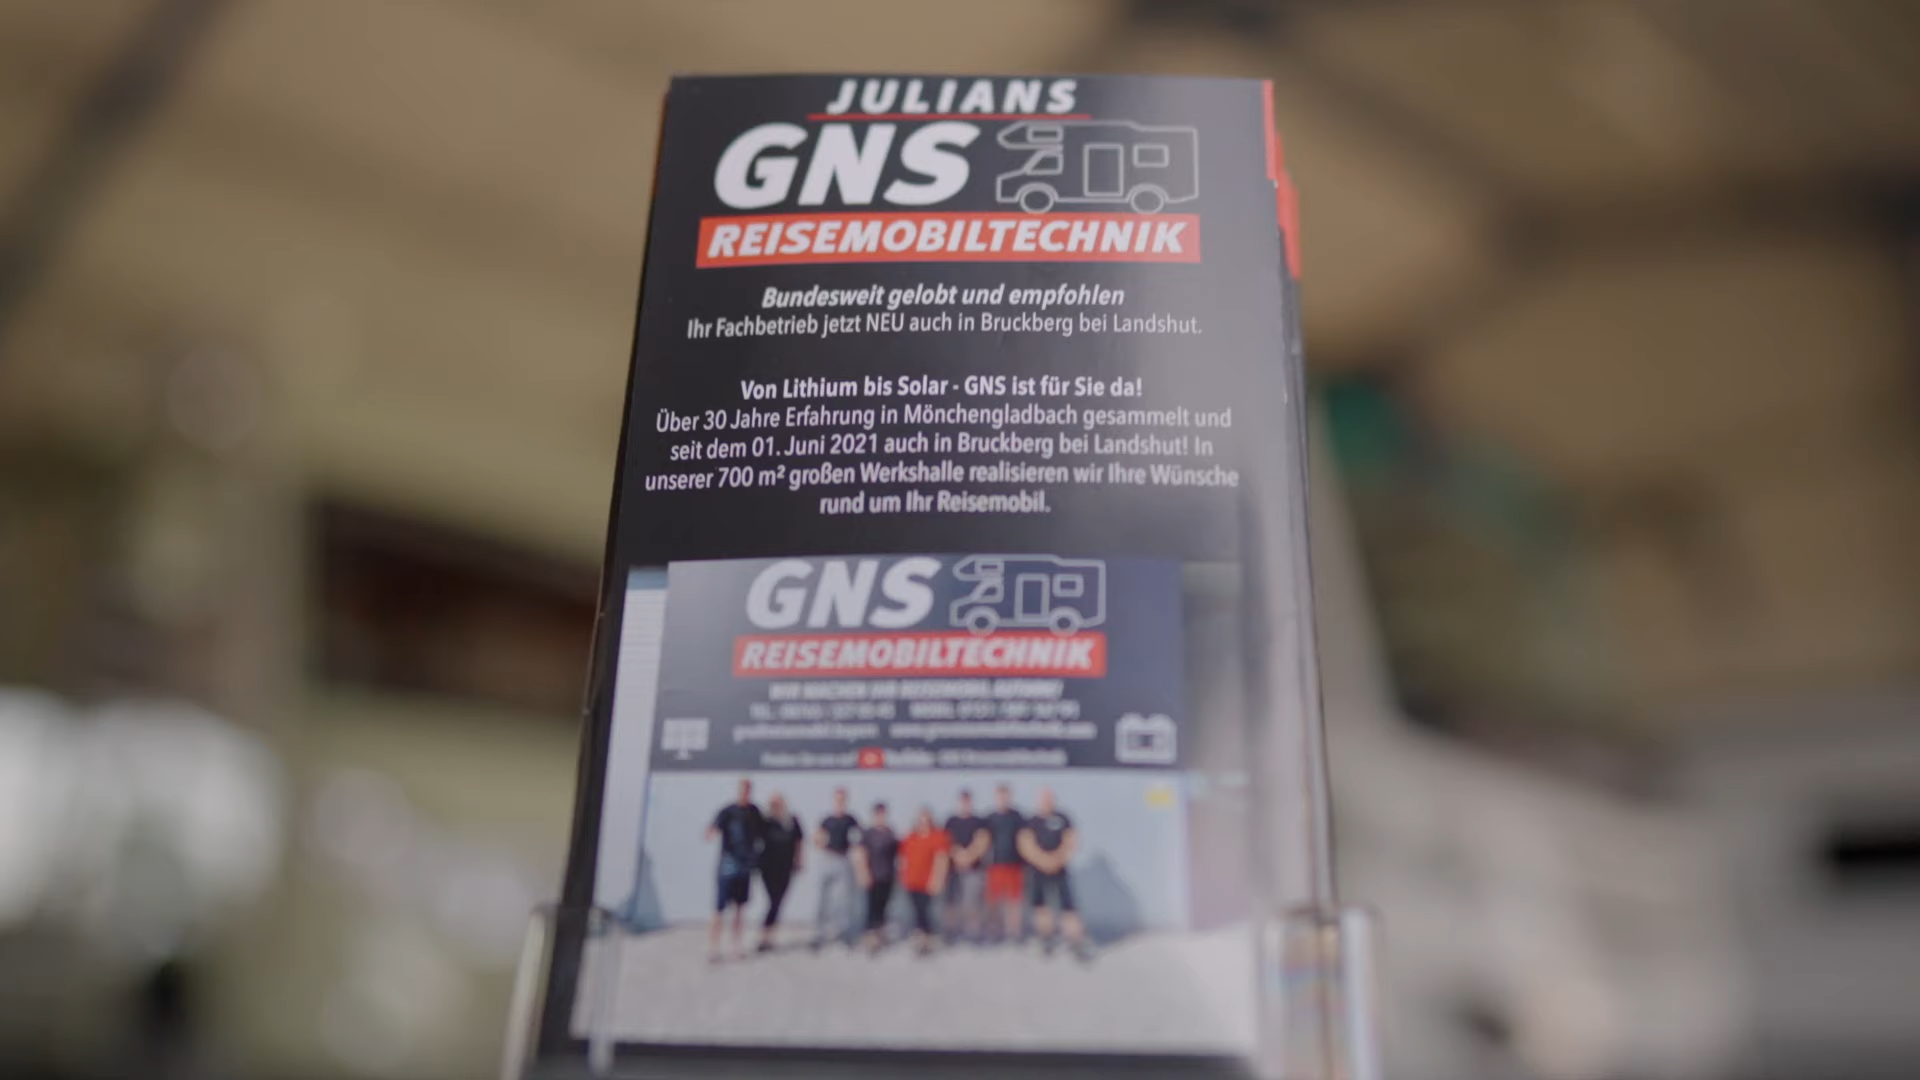 JULIANS
GNS
REISEMOBILTECHNIK
Bundesweit gelobt und empfohlen
Ihr Fachbetrieb jetzt NEU auch in Bruckberg bei Landshut.
Von Lithium bis Solar - GNS ist für Sie da!
Über 30 Jahre Erfahrung in Mönchengladbach gesammelt und
seit dem 01. Juni 2021 auch in Bruckberg bei Landshut! In
unserer 700 m² großen Werkshalle realisieren wir Ihre Wünsche
rund um Ihr Reisemobil.
GNS
REISEMOBILTECHNIK